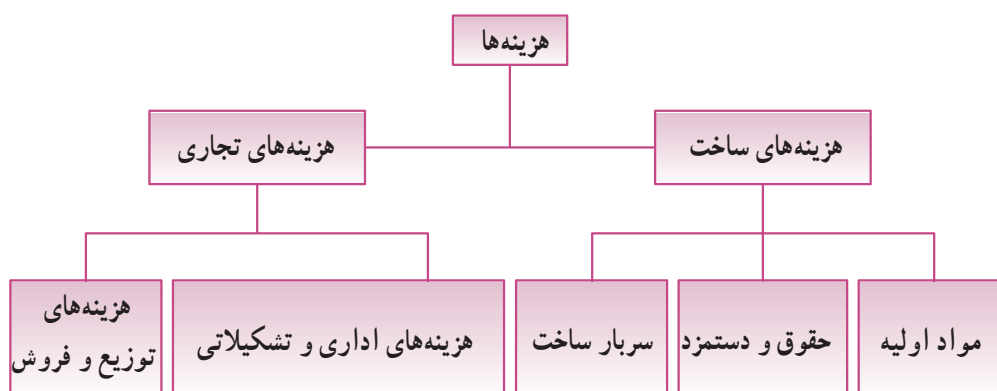 هزینه‌ها
هزینه‌های ساخت
هزینه‌های تجاری
مواد اولیه
حقوق و دستمزد
سربار ساخت
هزینه‌های اداری و تشکیلاتی
هزینه‌های
توزیع و فروش